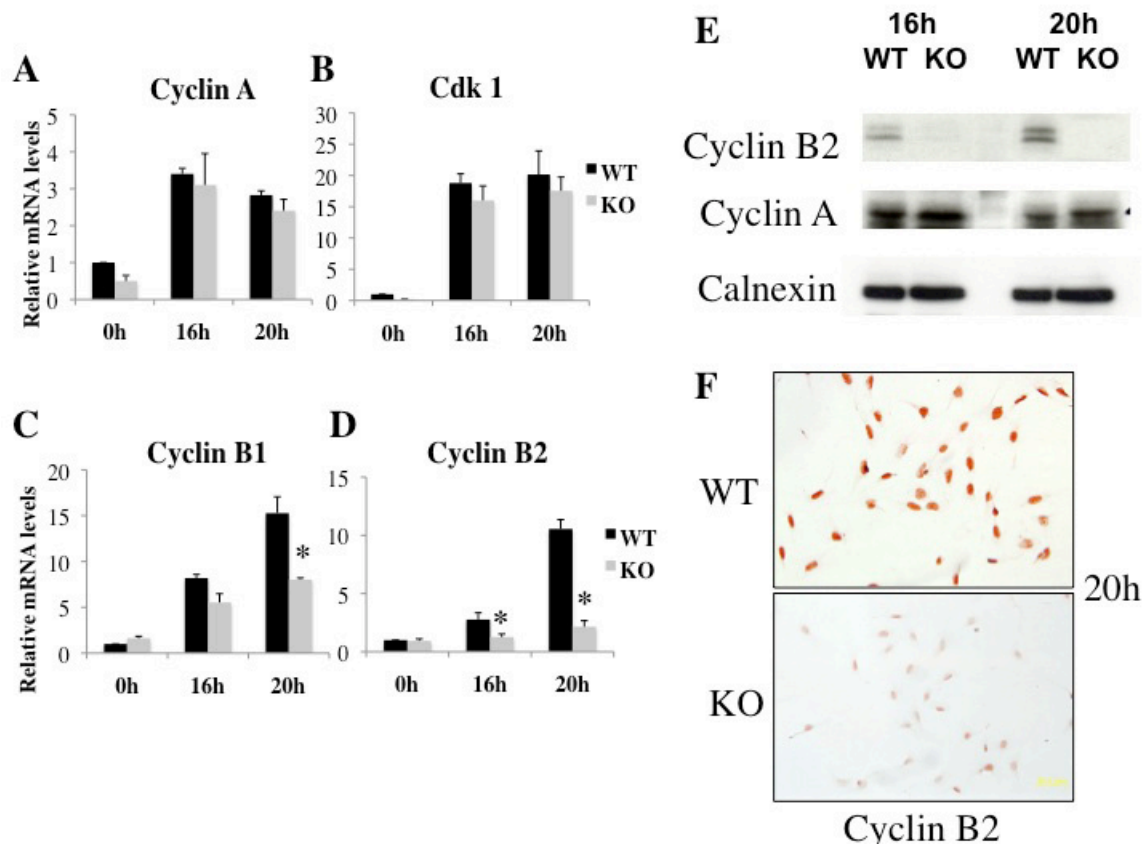 A
Cyclin A
Relative mRNA levels
5
4
3
2
1
0
0h 16h 20h
B
Cdk 1
30
25
20
15
10
5
0
0h 16h 20h
WT
KO
C
Cyclin B1
Relative mRNA levels
20
15
10
5
0
*
0h 16h 20h
D
Cyclin B2
15
10
5
0
* *
0h 16h 20h
WT
KO
E
16h 20h
WT KO WT KO
Cyclin B2
Cyclin A
Calnexin
F
WT
KO
20h
Cyclin B2